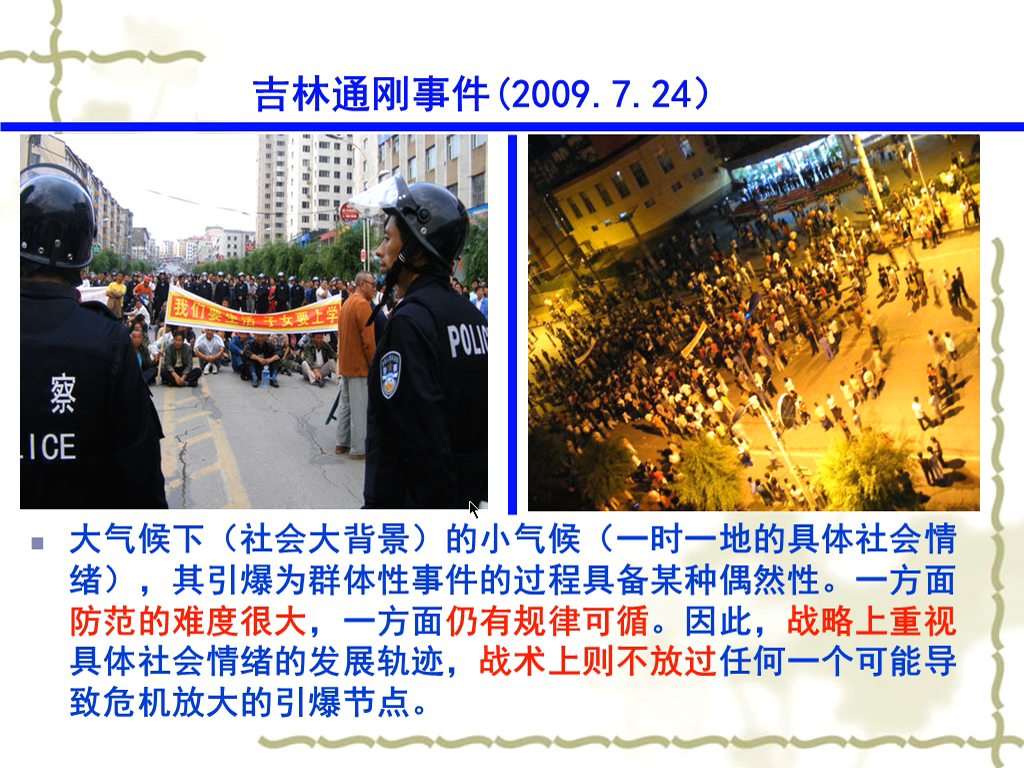 吉林通刚事件(2009.7.24)
我们要生活 子女要上学
察
LICE
POLIC
大气候下（社会大背景）的小气候（一时一地的具体社会情
绪），其引爆为群体性事件的过程具备某种偶然性。一方面
防范的难度很大，一方面仍有规律可循。因此，战略上重视
具体社会情绪的发展轨迹，战术上则不放过任何一个可能导
致危机放大的引爆节点。